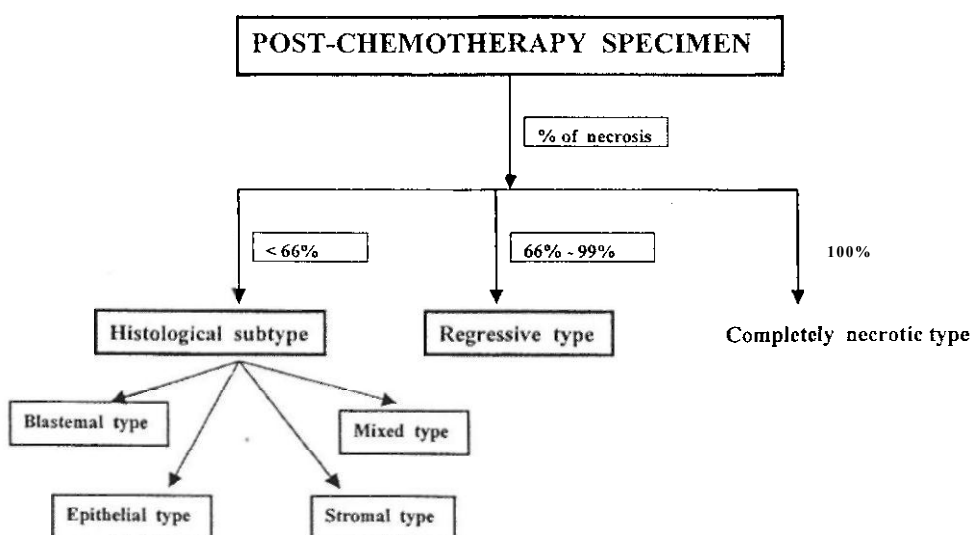 POST-CHEMOTHERAPY SPECIMEN
% of necrosis
< 66%
66% - 99%
100%
Histological subtype
Regressive type
Completely necrotic type
Blastemal type
Mixed type
Epithelial type
Stromal type